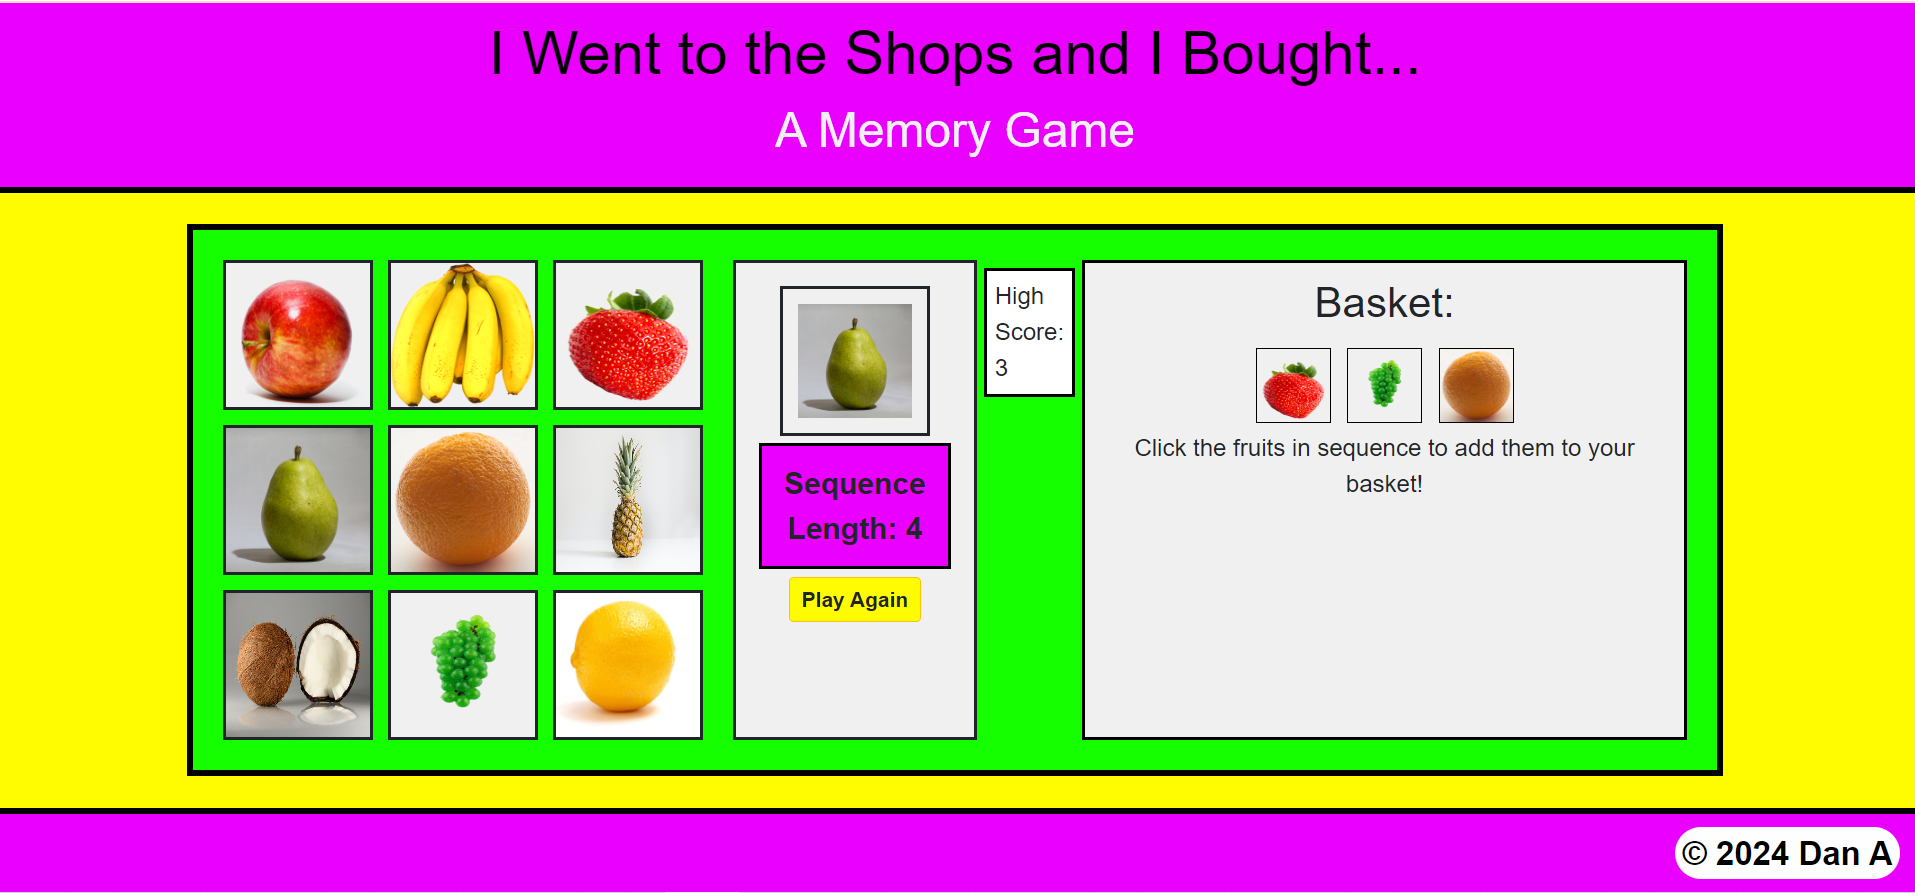 I Went to the Shops and I Bought...
A Memory Game
Sequence
Length: 4
Play Again
High
Score:
3
Basket:
Click the fruits in sequence to add them to your
basket!
© 2024 Dan A